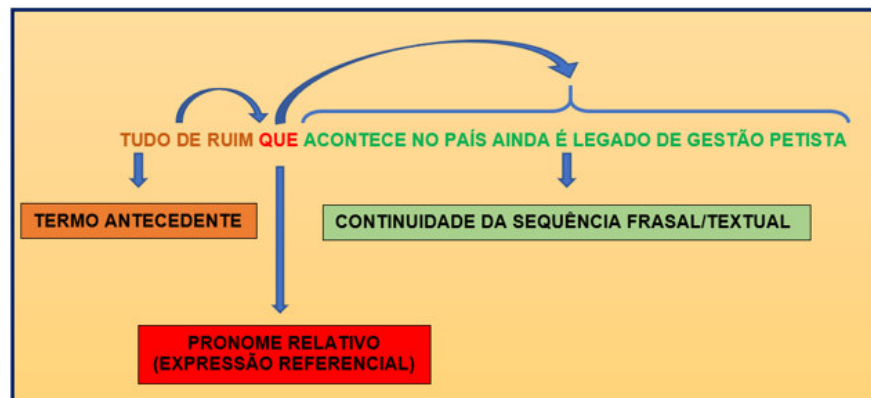 TUDO DE RUIM QUE ACONTECE NO PAÍS AINDA É LEGADO DE GESTÃO PETISTA
TERMO ANTECEDENTE
CONTINUIDADE DA SEQUÊNCIA FRASAL/TEXTUAL
PRONOME RELATIVO
(EXPRESSÃO REFERENCIAL)